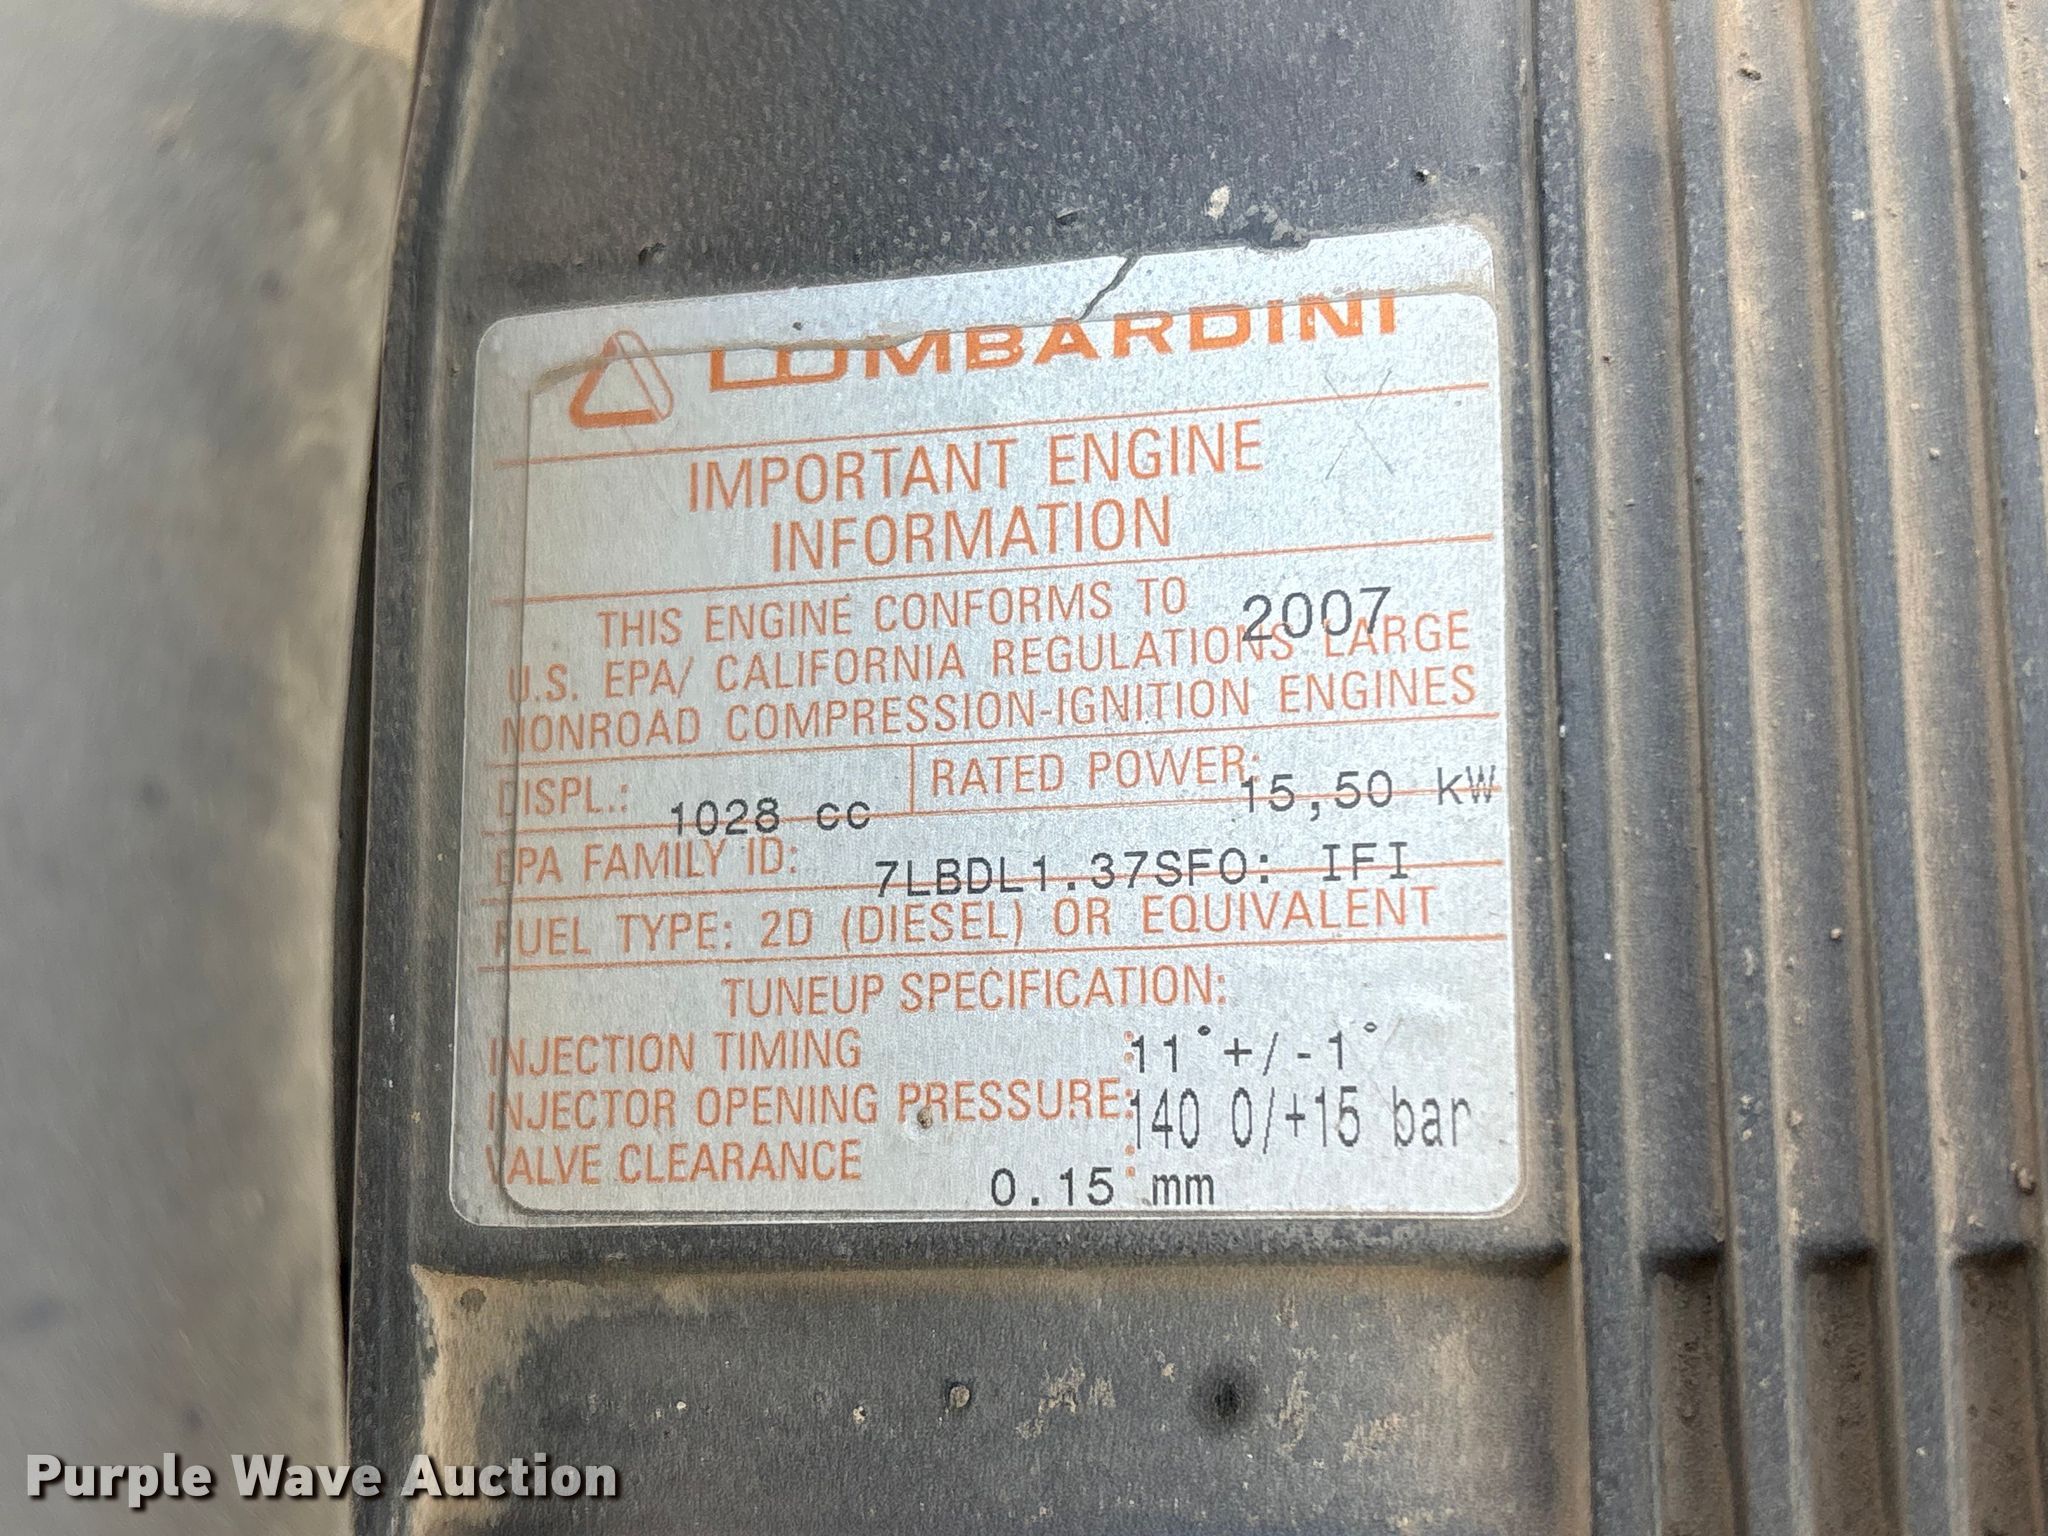 LOMBARDINI
IMPORTANT ENGINE
INFORMATION
THIS ENGINE CONFORMS TO 2007
U.S. EPA/ CALIFORNIA REGULATIONS LARGE
NONROAD COMPRESSION-IGNITION ENGINES
DISPL.: 1028 cc RATED POWER: 15,50 kW
EPA FAMILY ID: 7LBDL1.37SF0: IFI
FUEL TYPE: 2D (DIESEL) OR EQUIVALENT
TUNEUP SPECIFICATION:
INJECTION TIMING :11°+/-1°
INJECTOR OPENING PRESSURE:140 0/+15 bar
VALVE CLEARANCE : 0.15 mm
Purple Wave Auction